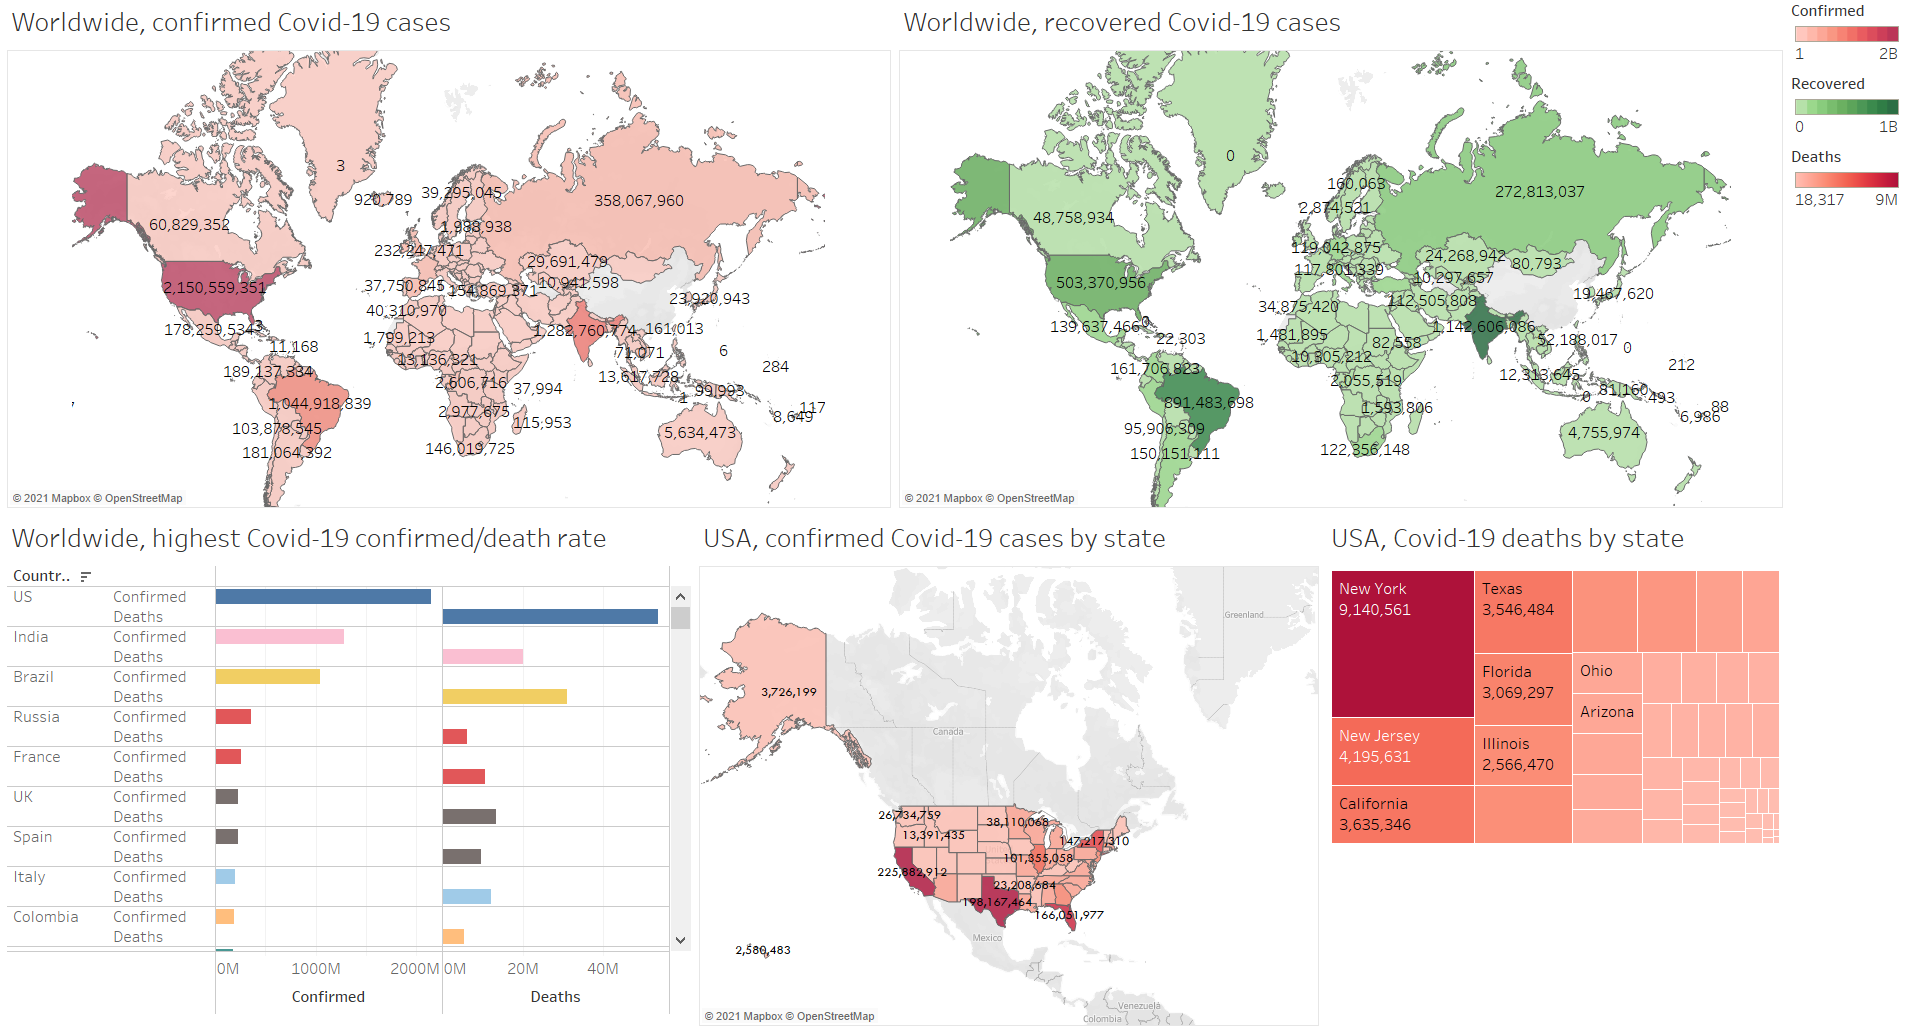 Worldwide, confirmed Covid-19 cases
3
920,789
39,295,045
358,067,960
60,829,352
1,988,938
232,247,471
29,691,479
2,150,559,351
37,750,845
154,869,371
10,941,598
23,920,943
40,310,970
178,259,534
3
1,799,213
1,282,760,774
161,013
11,168
13,136,321
71,071
6
189,137,334
2,606,716
37,994
13,617,728
284
1
99,993
7
1,044,918,839
2,977,675
117
8,649
103,878,545
115,953
5,634,473
181,064,392
146,019,725
© 2021 Mapbox © OpenStreetMap
Worldwide, recovered Covid-19 cases
0
160,063
272,813,037
2,874,521
48,758,934
119,042,875
24,268,942
80,793
117,801,339
10,297,657
503,370,956
19,467,620
34,875,420
112,505,808
139,637,466
0
1,481,895
1,142,606,086
22,303
82,558
52,188,017
0
10,305,212
161,706,823
2,055,519
12,313,645
212
0
81,160
493
891,483,698
1,593,806
88
6,986
95,906,309
4,755,974
150,151,111
122,356,148
© 2021 Mapbox © OpenStreetMap
Confirmed
1 2B
Recovered
0 1B
Deaths
18,317 9M
Worldwide, highest Covid-19 confirmed/death rate
Countr..
US Confirmed
Deaths
India Confirmed
Deaths
Brazil Confirmed
Deaths
Russia Confirmed
Deaths
France Confirmed
Deaths
UK Confirmed
Deaths
Spain Confirmed
Deaths
Italy Confirmed
Deaths
Colombia Confirmed
Deaths
0M 1000M 2000M 0M 20M 40M
Confirmed Deaths
USA, confirmed Covid-19 cases by state
Greenland
3,726,199
Canada
26,734,759
38,110,068
13,391,435
147,217,310
101,355,058
225,882,912
23,208,684
198,167,464
166,051,977
Mexico
2,580,483
Venezuela
Colombia
© 2021 Mapbox © OpenStreetMap
USA, Covid-19 deaths by state
New York
9,140,561
Texas
3,546,484
Florida
3,069,297
Ohio
Arizona
New Jersey
4,195,631
Illinois
2,566,470
California
3,635,346